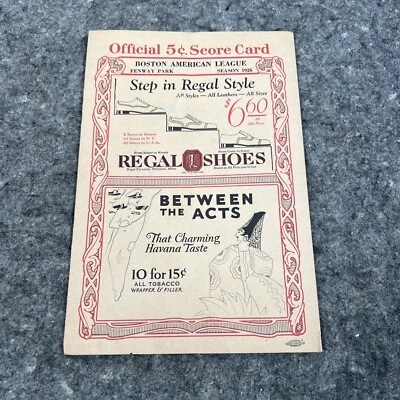 Official 5¢. Score Card
BOSTON AMERICAN LEAGUE
FENWAY PARK SEASON 1928
Step in Regal Style
All Styles — All Leathers — All Sizes
$6.60
REGAL SHOES
BETWEEN
THE ACTS
That Charming
Havana Taste
10 for 15¢
ALL TOBACCO
WRAPPER & FILLER